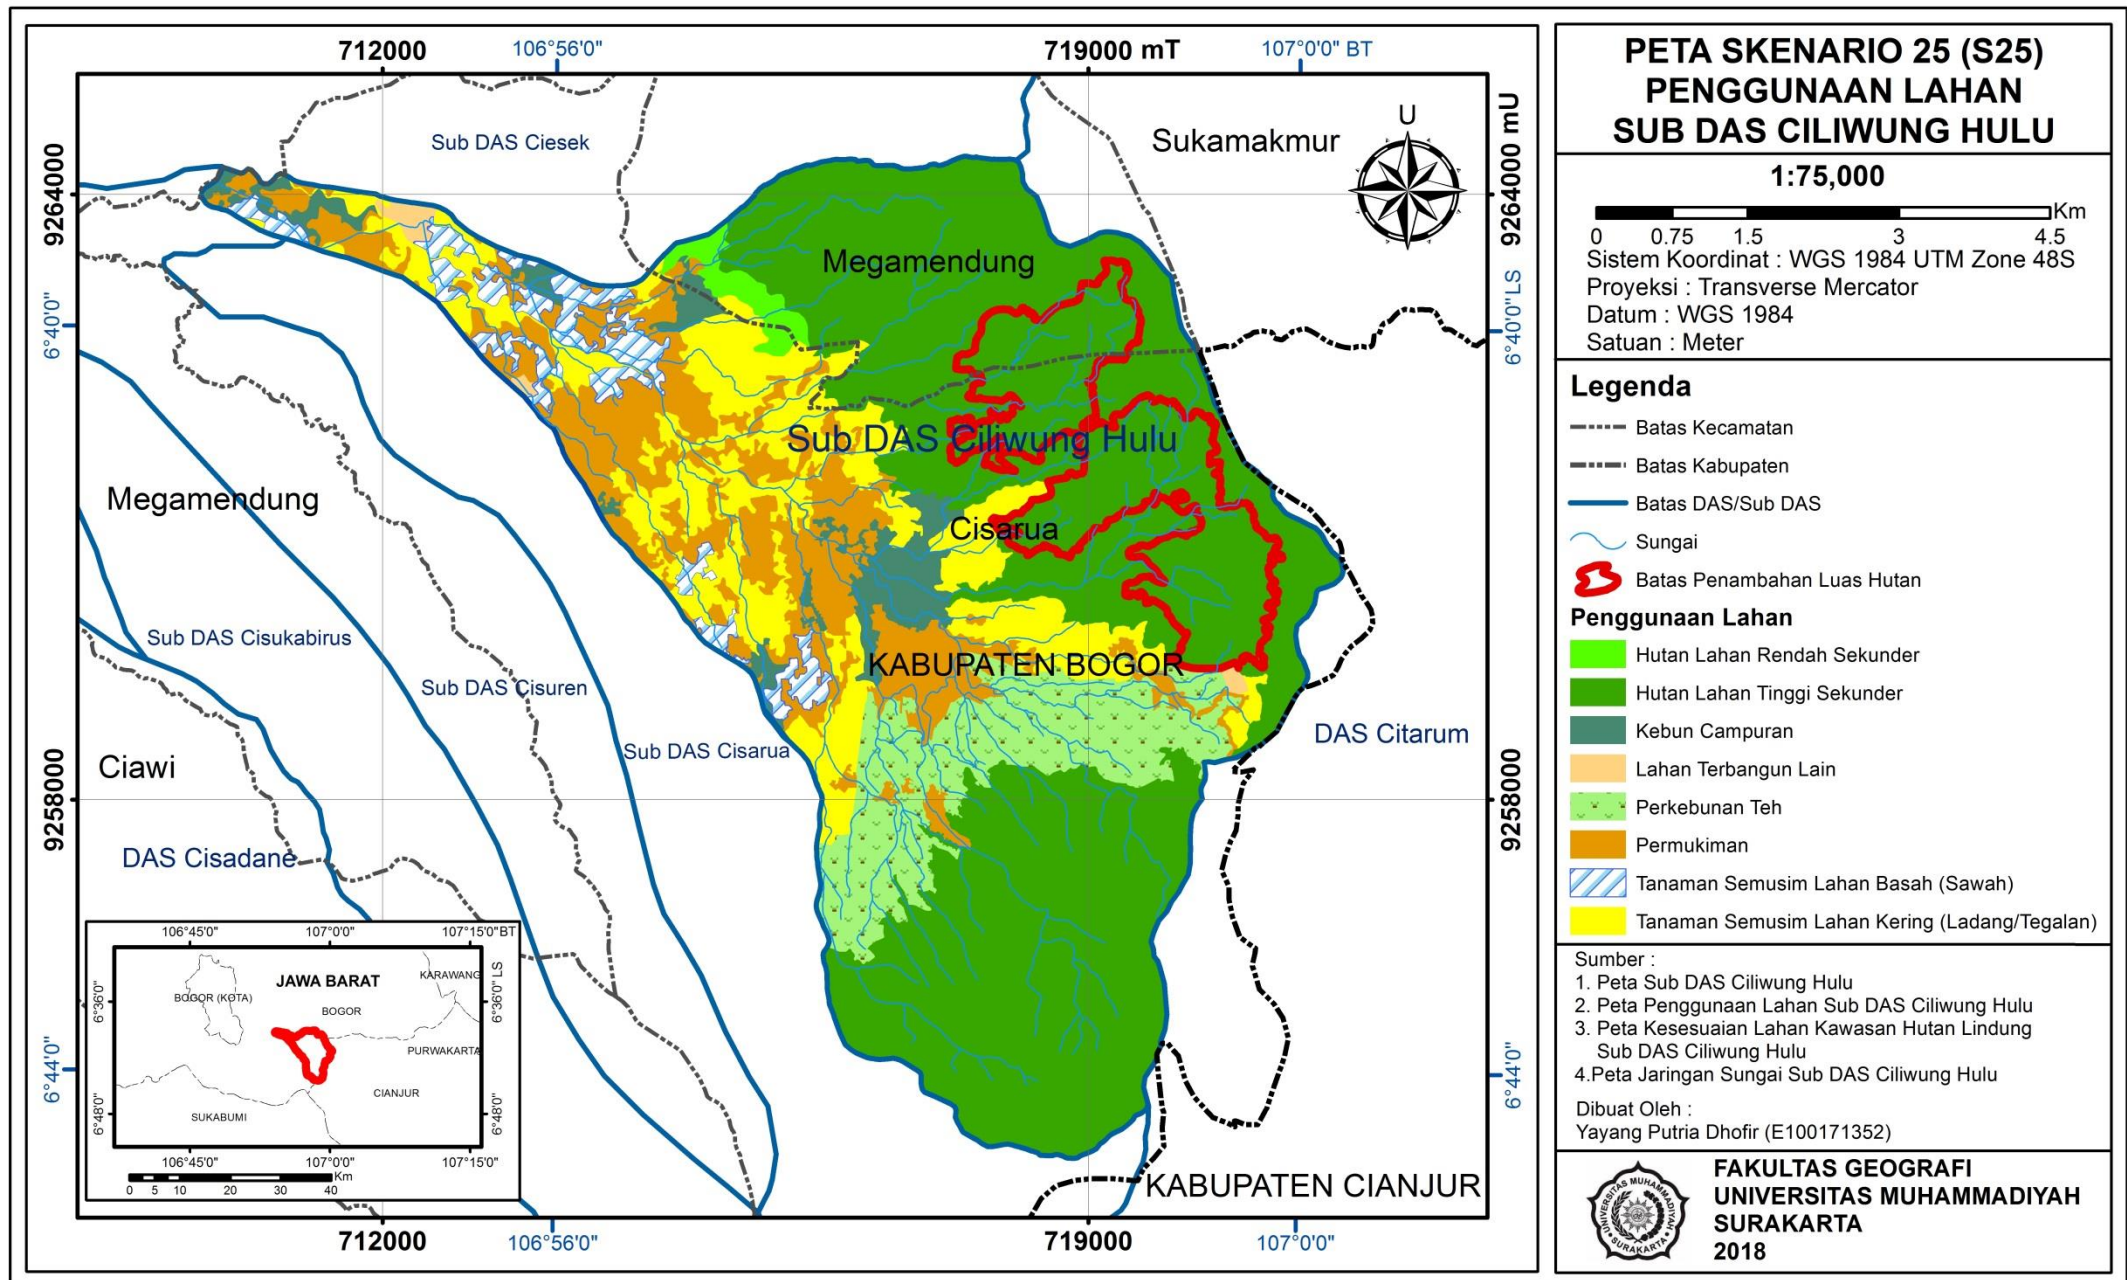 712000
106°56'0"
719000 mT
107°0'0" BT
9264000
6°40'0"
9258000
6°44'0"
9264000 mU
6°40'0" LS
9258000
6°44'0"
712000
106°56'0"
719000
107°0'0"
U
Sub DAS Ciesek
Sukamakmur
Megamendung
Sub DAS Ciliwung Hulu
Megamendung
Cisarua
Sub DAS Cisukabirus
KABUPATEN BOGOR
Sub DAS Cisuren
Sub DAS Cisarua
DAS Citarum
Ciawi
DAS Cisadane
KABUPATEN CIANJUR
106°45'0"
107°0'0"
107°15'0"BT
6°36'0"
6°48'0"
6°36'0" LS
6°48'0"
JAWA BARAT
KARAWANG
BOGOR (KOTA)
BOGOR
PURWAKARTA
CIANJUR
SUKABUMI
106°45'0"
107°0'0"
107°15'0"
Km
0 5 10 20 30 40
PETA SKENARIO 25 (S25)
PENGGUNAAN LAHAN
SUB DAS CILIWUNG HULU
1:75,000
Km
0 0.75 1.5 3 4.5
Sistem Koordinat : WGS 1984 UTM Zone 48S
Proyeksi : Transverse Mercator
Datum : WGS 1984
Satuan : Meter
Legenda
Batas Kecamatan
Batas Kabupaten
Batas DAS/Sub DAS
Sungai
Batas Penambahan Luas Hutan
Penggunaan Lahan
Hutan Lahan Rendah Sekunder
Hutan Lahan Tinggi Sekunder
Kebun Campuran
Lahan Terbangun Lain
Perkebunan Teh
Permukiman
Tanaman Semusim Lahan Basah (Sawah)
Tanaman Semusim Lahan Kering (Ladang/Tegalan)
Sumber :
1. Peta Sub DAS Ciliwung Hulu
2. Peta Penggunaan Lahan Sub DAS Ciliwung Hulu
3. Peta Kesesuaian Lahan Kawasan Hutan Lindung
Sub DAS Ciliwung Hulu
4.Peta Jaringan Sungai Sub DAS Ciliwung Hulu
Dibuat Oleh :
Yayang Putria Dhofir (E100171352)
UNIVERSITAS MUHAMMADIYAH
SURAKARTA
FAKULTAS GEOGRAFI
UNIVERSITAS MUHAMMADIYAH
SURAKARTA
2018